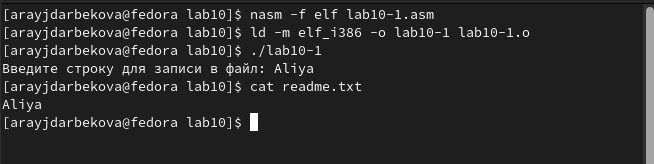 [arayjdarbekova@fedora lab10]$ nasm -f elf lab10-1.asm
[arayjdarbekova@fedora lab10]$ ld -m elf_i386 -o lab10-1 lab10-1.o
[arayjdarbekova@fedora lab10]$ ./lab10-1
Введите строку для записи в файл: Aliya
[arayjdarbekova@fedora lab10]$ cat readme.txt
Aliya
[arayjdarbekova@fedora lab10]$